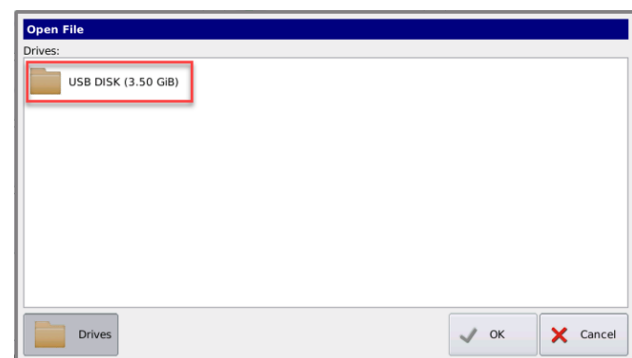 Open File
Drives:
USB DISK (3.50 GiB)
Drives
OK
Cancel